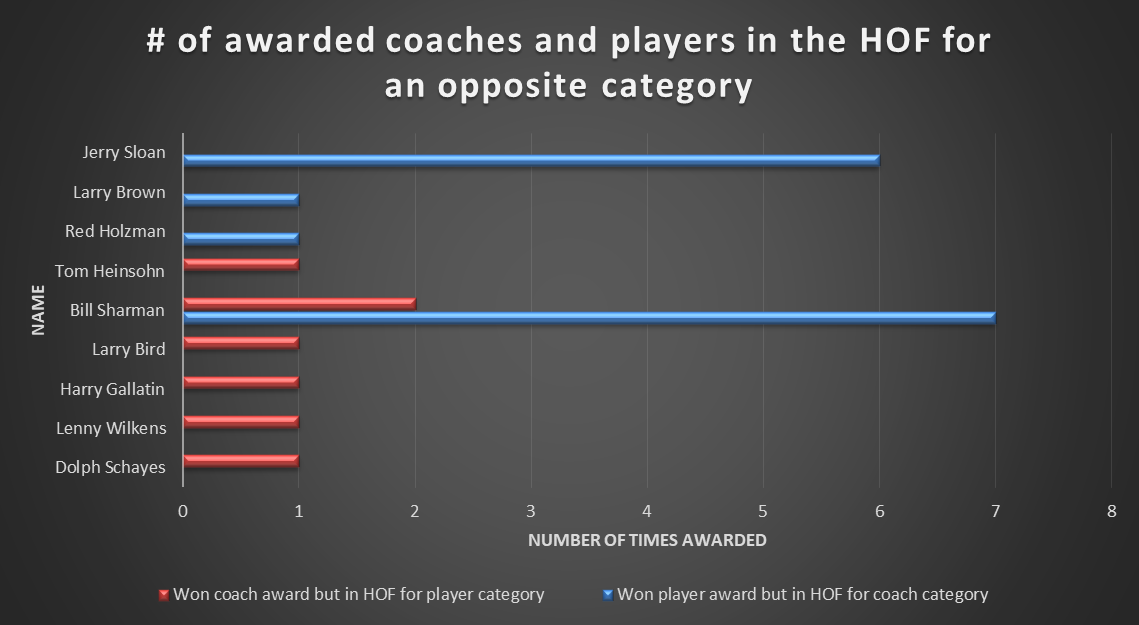 # of awarded coaches and players in the HOF for
an opposite category
Jerry Sloan
Larry Brown
Red Holzman
Tom Heinsohn
Bill Sharman
Larry Bird
Harry Gallatin
Lenny Wilkens
Dolph Schayes
NAME
0 1 2 3 4 5 6 7 8
NUMBER OF TIMES AWARDED
Won coach award but in HOF for player category
Won player award but in HOF for coach category